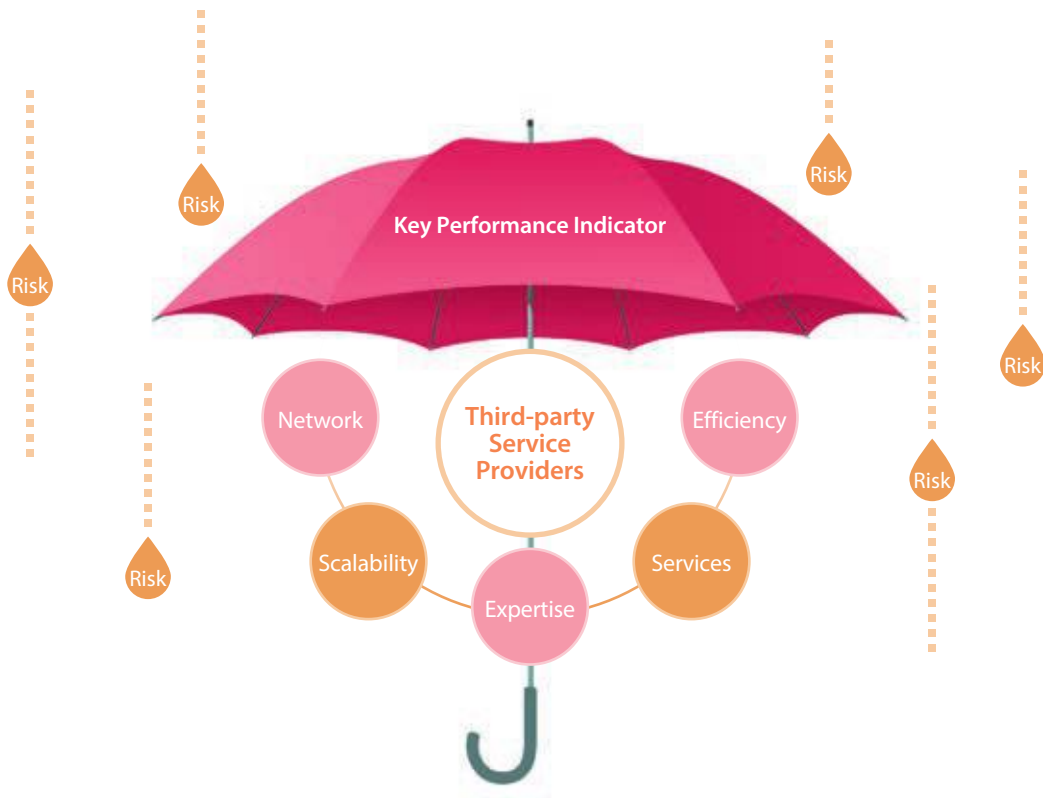 Risk
Risk
Risk
Key Performance Indicator
Risk
Risk
Network
Third-party
Service
Providers
Efficiency
Risk
Scalability
Services
Risk
Expertise